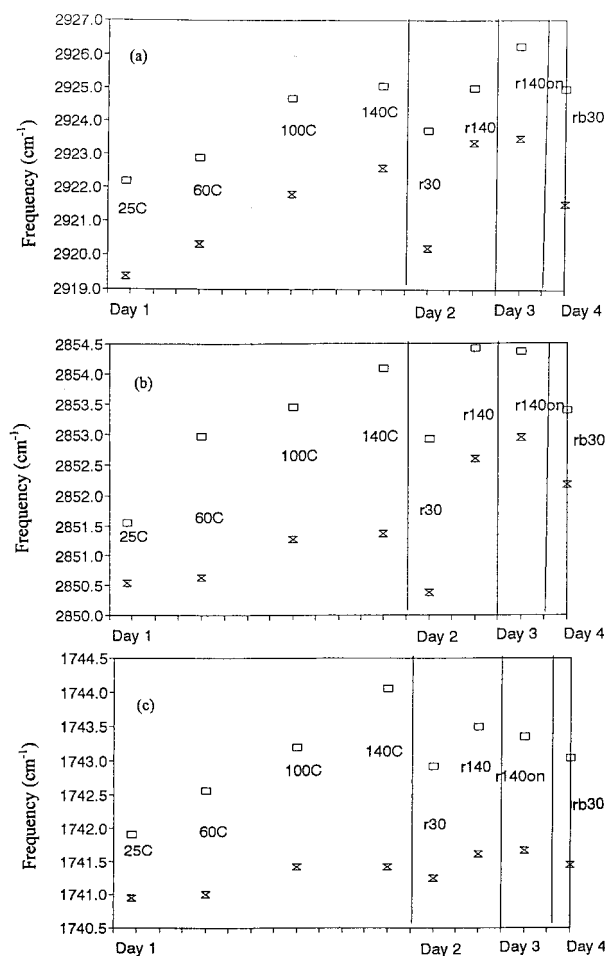 2927.0
(a)
2926.0
2925.0
r140on
140C
2924.0
100C
r140
rb30
2923.0
2922.0
60C
r30
25C
2921.0
2920.0
2919.0
Frequency (cm⁻¹)
Day 1
Day 2
Day 3
Day 4
2854.5
2854.0
(b)
r140
r140on
2853.5
140C
rb30
2853.0
100C
2852.5
2852.0
60C
r30
2851.5
25C
2851.0
2850.5
2850.0
Frequency (cm⁻¹)
Day 1
Day 2
Day 3
Day 4
1744.5
1744.0
(c)
1743.5
140C
1743.0
100C
r140
r140on
1742.5
rb30
1742.0
60C
r30
25C
1741.5
1741.0
1740.5
Frequency (cm⁻¹)
Day 1
Day 2
Day 3
Day 4